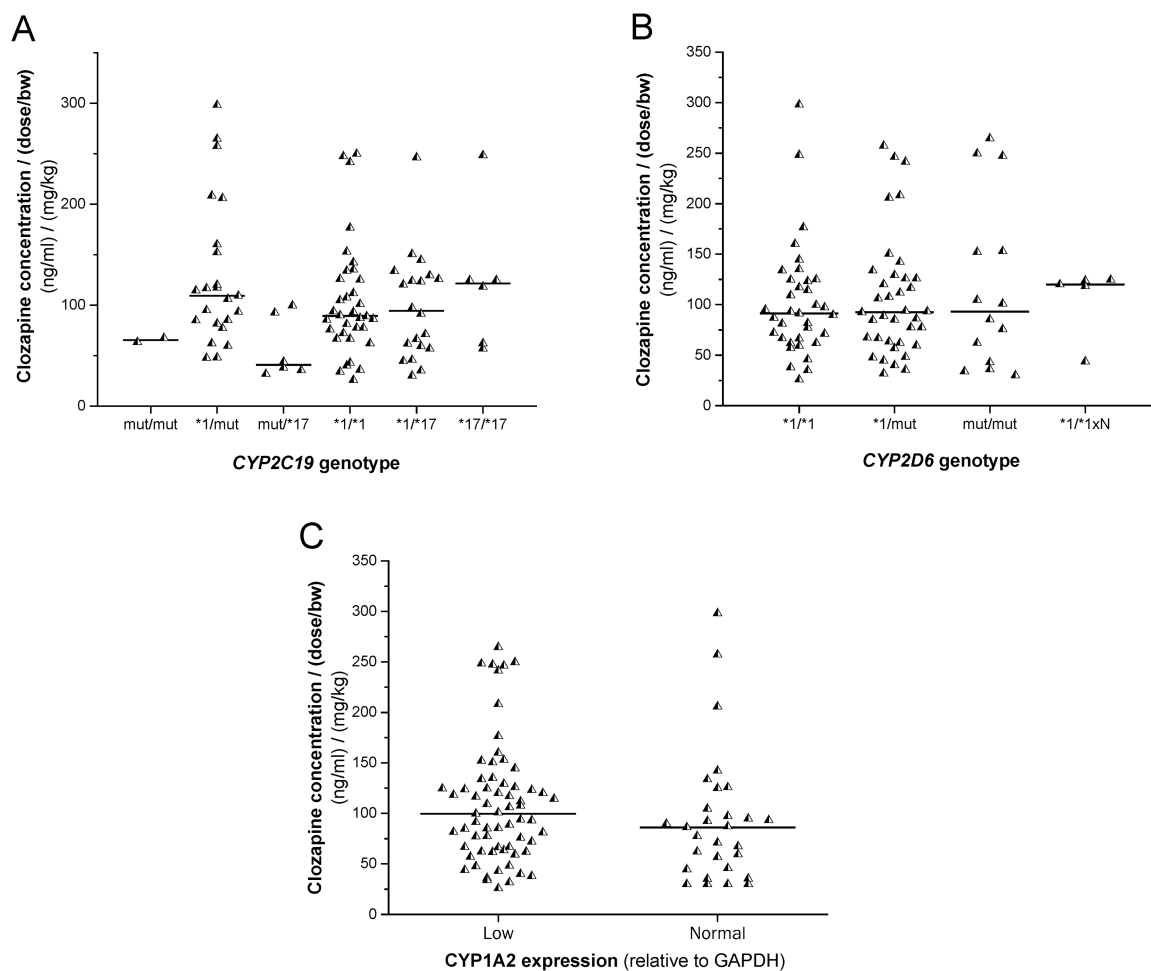 A
Clozapine concentration / (dose/bw)
(ng/ml) / (mg/kg)
300
200
100
0
mut/mut *1/mut mut/*17 *1/*1 *1/*17 *17/*17
CYP2C19 genotype
B
Clozapine concentration / (dose/bw)
(ng/ml) / (mg/kg)
350
300
250
200
150
100
50
0
*1/*1 *1/mut mut/mut *1/*1xN
CYP2D6 genotype
C
Clozapine concentration / (dose/bw)
(ng/ml) / (mg/kg)
350
300
250
200
150
100
50
0
Low Normal
CYP1A2 expression (relative to GAPDH)